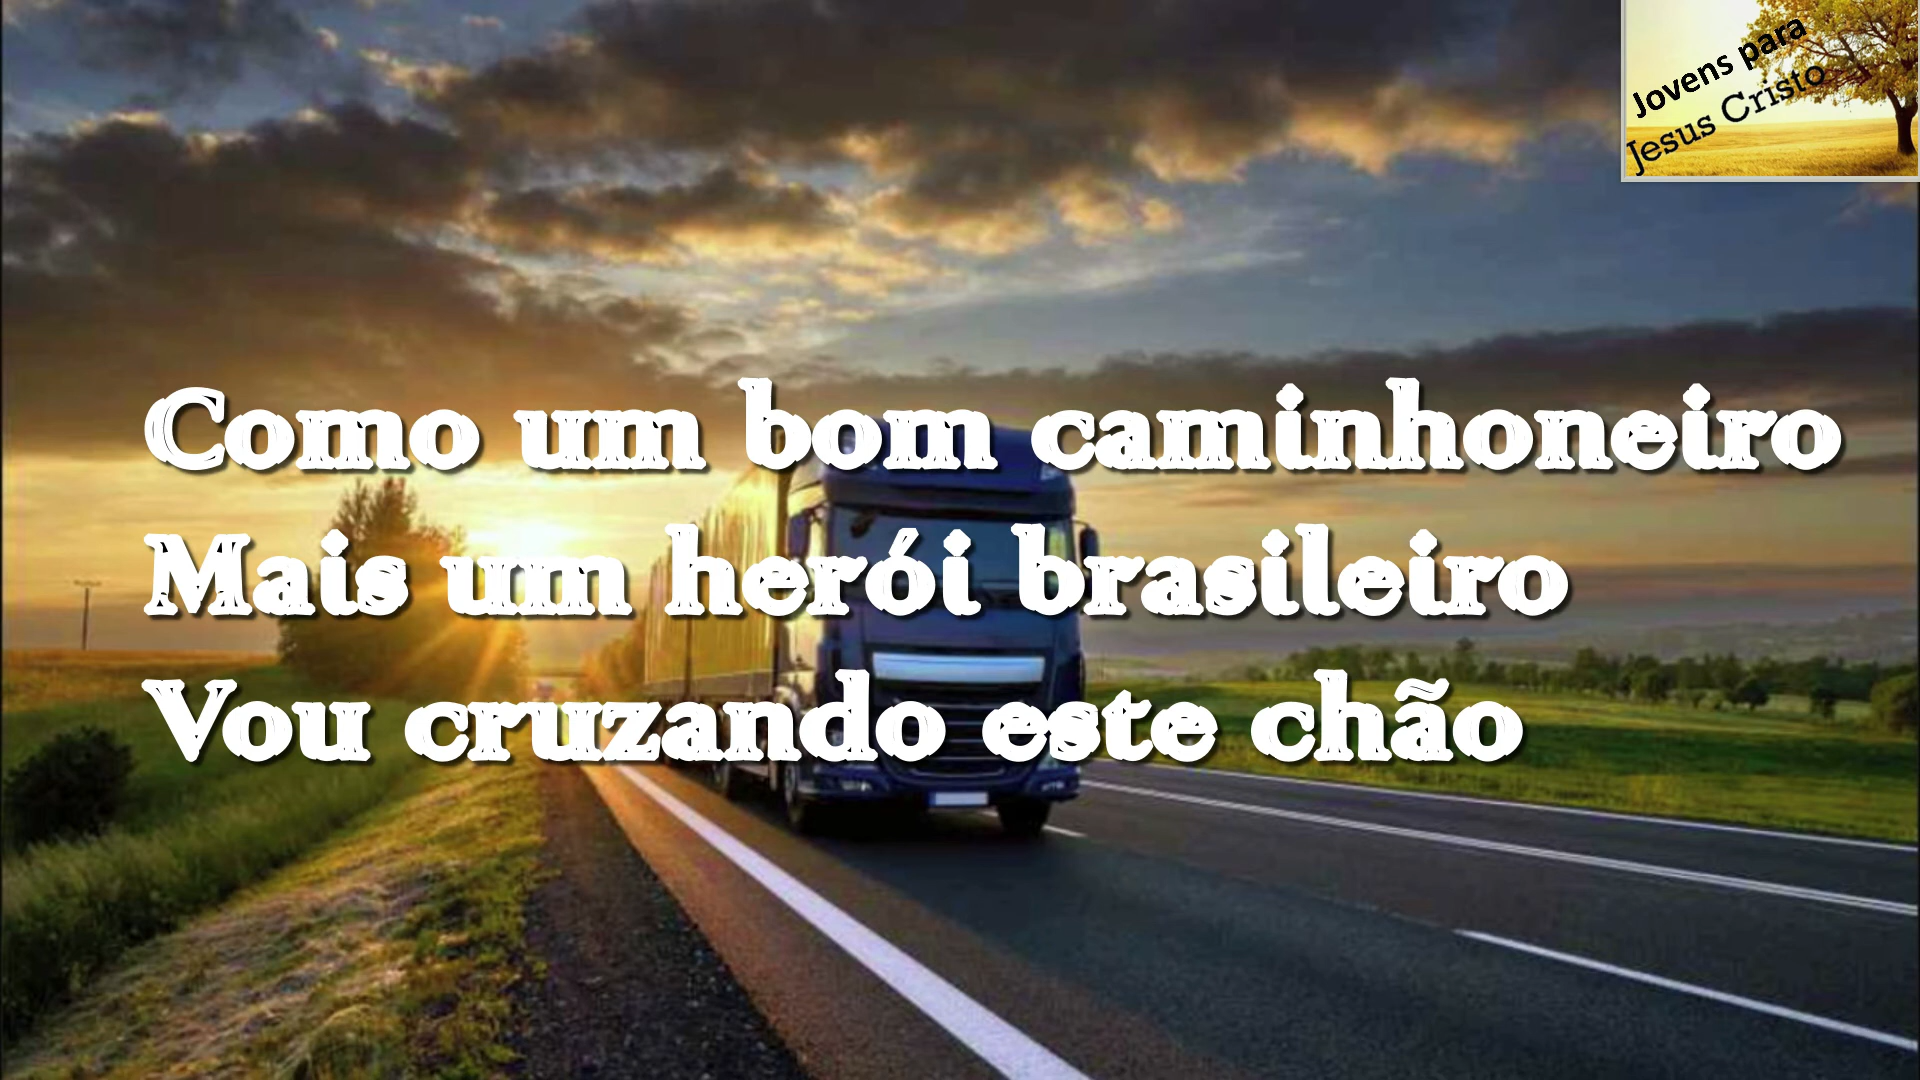 Jovens para
Jesus Cristo
Como um bom caminhoneiro
Mais um herói brasileiro
Vou cruzando este chão